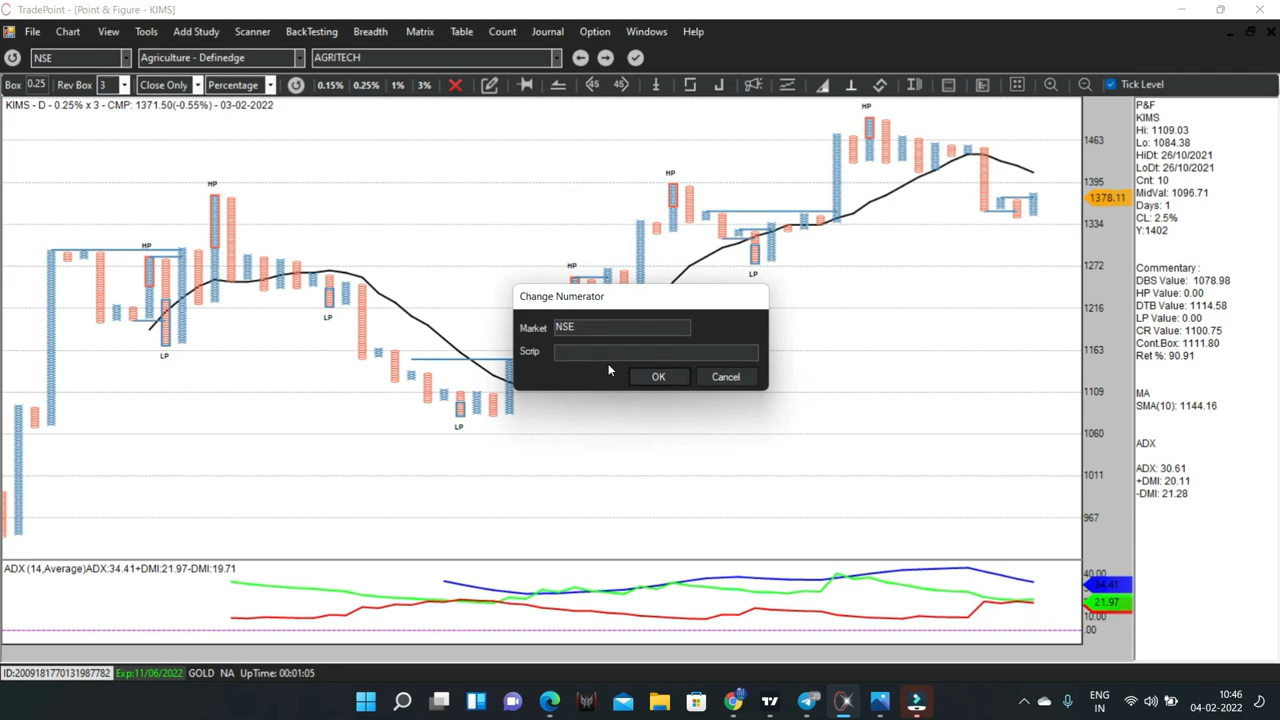 TradePoint - [Point & Figure - KIMS]
File Chart View Tools Add Study Scanner BackTesting Breadth Matrix Table Count Journal Option Windows Help
NSE Agriculture - Definedge AGRITECH
Box 0.25 Rev Box 3 Close Only Percentage 0.15% 0.25% 1% 3% Tick Level
KIMS - D - 0.25% x 3 - CMP: 1371.50(-0.55%) - 03-02-2022
HP
HP
HP
HP
HP
LP
LP
LP
LP
1463
1395
1378.11
1334
1272
1216
1163
1109
1060
1011
967
Change Numerator
Market NSE
Scrip
OK Cancel
P&F
KIMS
Hi: 1109.03
Lo: 1084.38
HiDt: 26/10/2021
LoDt: 26/10/2021
Cnt: 10
MidVal: 1096.71
Days: 1
CL: 2.5%
Y:1402
Commentary :
DBS Value: 1078.98
HP Value: 0.00
DTB Value: 1114.58
LP Value: 0.00
CR Value: 1100.75
Cont.Box: 1111.80
Ret %: 90.91
MA
SMA(10): 1144.16
ADX
ADX: 30.61
+DMI: 20.11
-DMI: 21.28
ADX (14,Average)ADX:34.41+DMI:21.97-DMI:19.71
40.00
34.41
21.97
10.00
.00
ID:2009181770131987782 Exp:11/06/2022 GOLD NA UpTime: 00:01:05
ENG
IN
10:46
04-02-2022